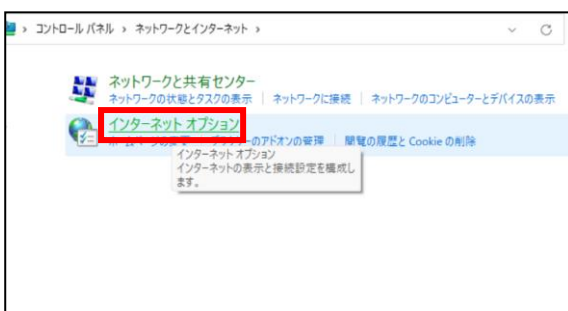 › コントロール パネル › ネットワークとインターネット ›
ネットワークと共有センター
ネットワークの状態とタスクの表示 | ネットワークに接続 | ネットワークのコンピューターとデバイスの表示
インターネット オプション
のアドオンの管理 | 閲覧の履歴と Cookie の削除
インターネット オプション
インターネットの表示と接続設定を構成し
ます。